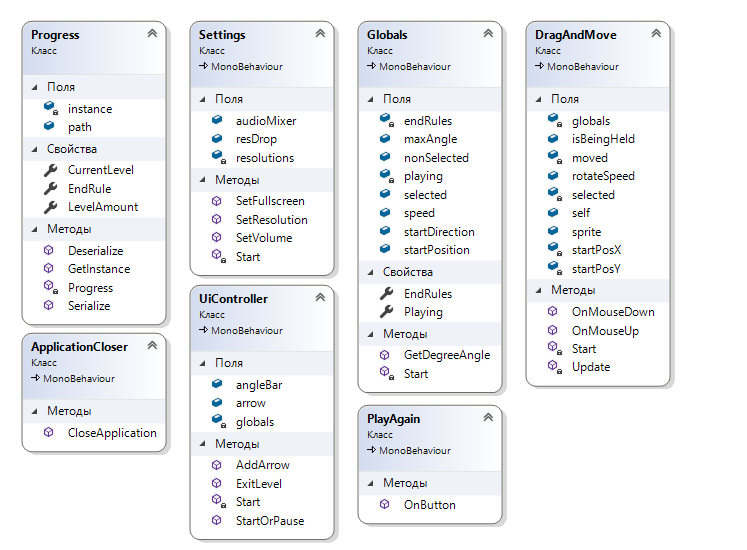 Progress
Класс
Поля
instance
path
Свойства
CurrentLevel
EndRule
LevelAmount
Методы
Deserialize
GetInstance
Progress
Serialize
ApplicationCloser
Класс
MonoBehaviour
Методы
CloseApplication
Settings
Класс
MonoBehaviour
Поля
audioMixer
resDrop
resolutions
Методы
SetFullscreen
SetResolution
SetVolume
Start
UiController
Класс
MonoBehaviour
Поля
angleBar
arrow
globals
Методы
AddArrow
ExitLevel
Start
StartOrPause
Globals
Класс
MonoBehaviour
Поля
endRules
maxAngle
nonSelected
playing
selected
speed
startDirection
startPosition
Свойства
EndRules
Playing
Методы
GetDegreeAngle
Start
PlayAgain
Класс
MonoBehaviour
Методы
OnButton
DragAndMove
Класс
MonoBehaviour
Поля
globals
isBeingHeld
moved
rotateSpeed
selected
self
sprite
startPosX
startPosY
Методы
OnMouseDown
OnMouseUp
Start
Update